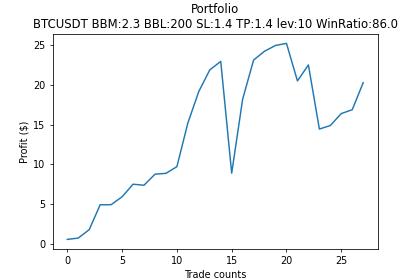 Portfolio
BTCUSDT BBM:2.3 BBL:200 SL:1.4 TP:1.4 lev:10 WinRatio:86.0
25
20
15
10
5
0
Profit ($)
0 5 10 15 20 25
Trade counts